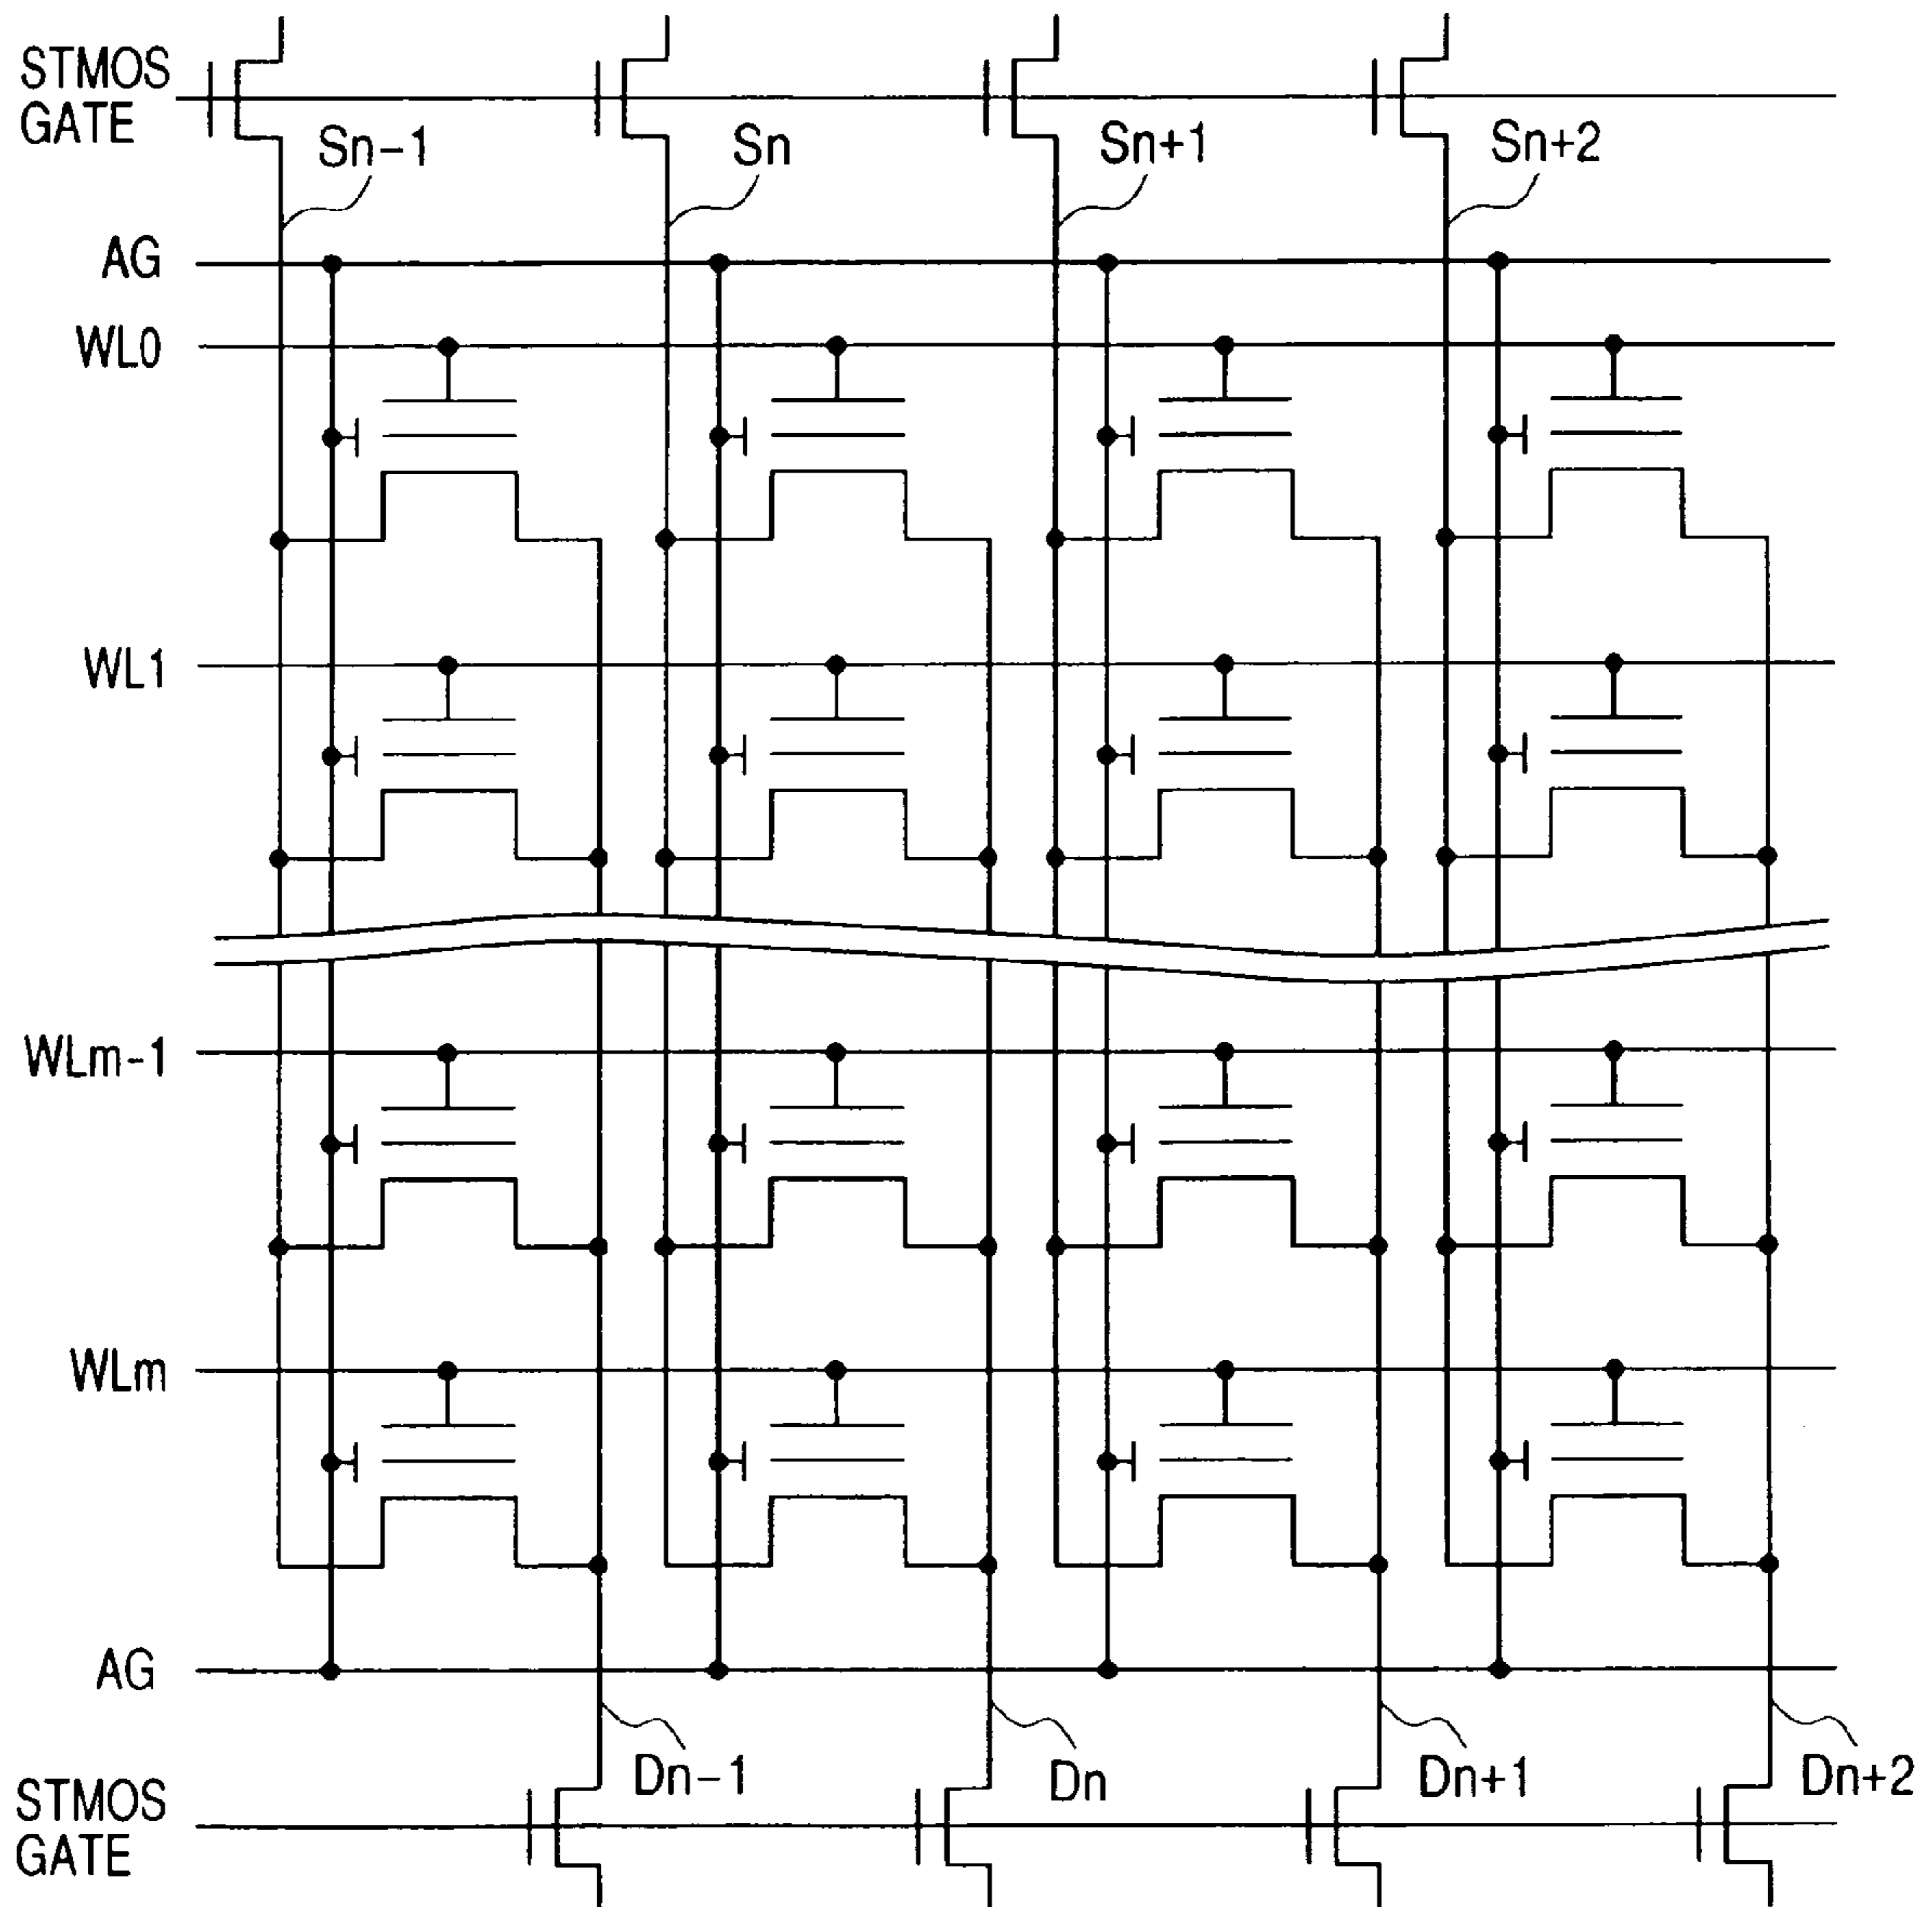 STMOS
GATE
Sn-1
Sn
Sn+1
Sn+2
AG
WL0
WL1
WLm-1
WLm
AG
Dn-1
Dn
Dn+1
Dn+2
STMOS
GATE